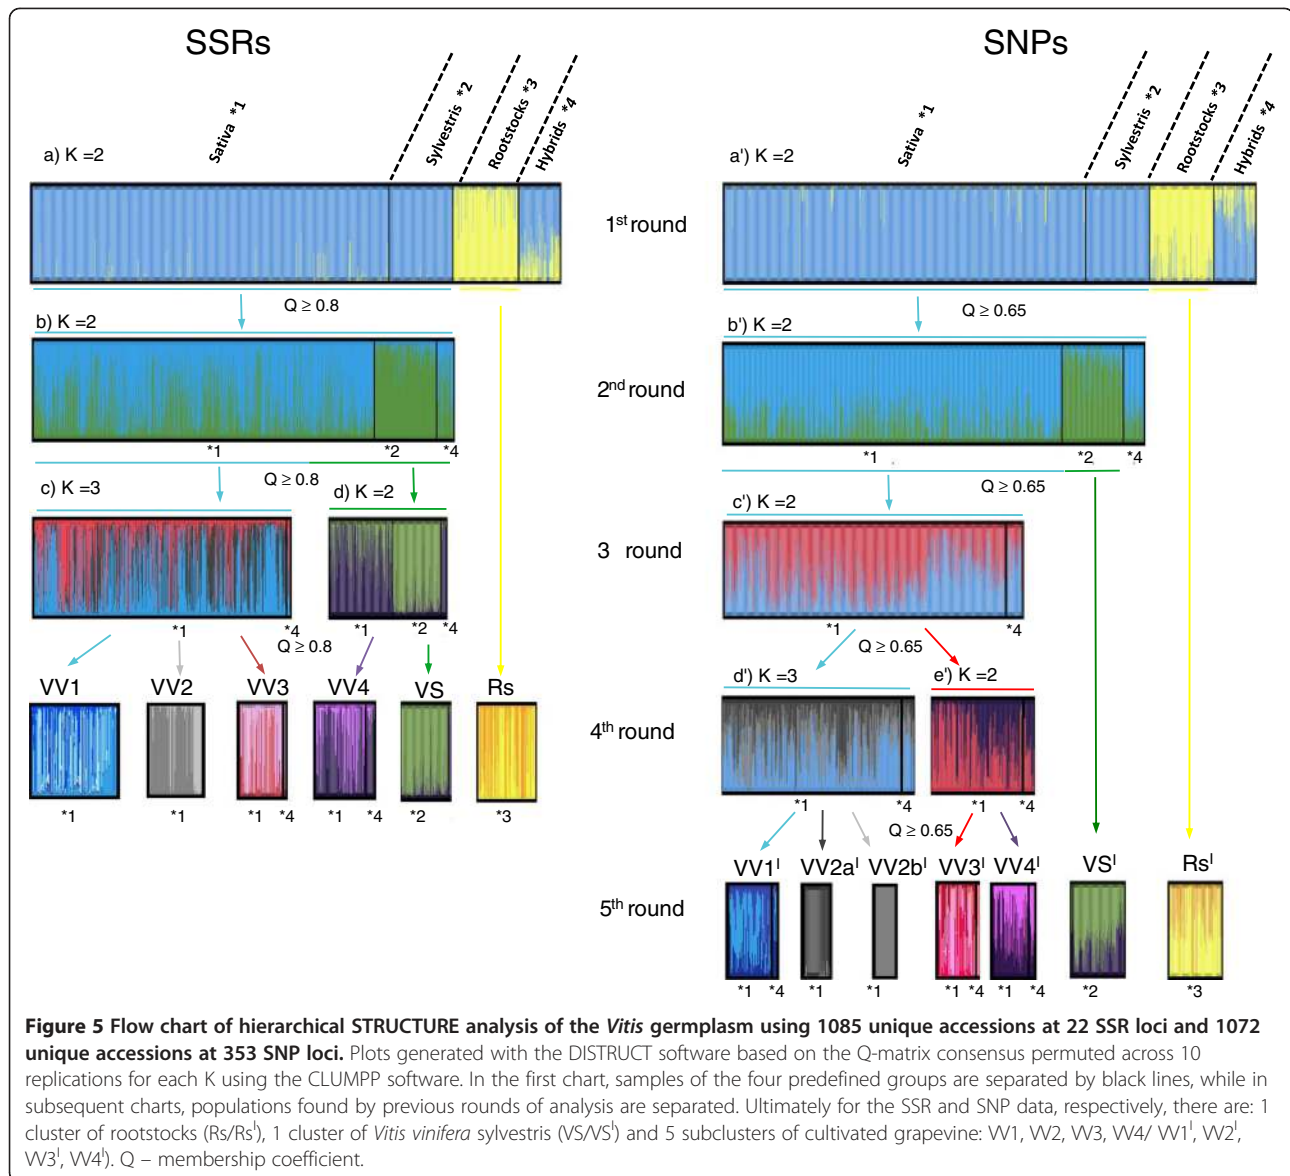 SSRs
SNPs
Sativa *1
Sylvestris *2
Rootstocks *3
Hybrids *4
Sativa *1
Sylvestris *2
Rootstocks *3
Hybrids *4
a) K =2
a') K =2
1st round
Q ≥ 0.8
Q ≥ 0.65
b) K =2
b') K =2
2nd round
*1
*2
*4
*1
*2
*4
Q ≥ 0.8
Q ≥ 0.65
c) K =3
d) K =2
c') K =2
3 round
*1
*4
*1
*2
*4
*1
*4
Q ≥ 0.8
Q ≥ 0.65
VV1
VV2
VV3
VV4
VS
Rs
d') K =3
e') K =2
4th round
*1
*1
*1
*4
*1
*4
*2
*3
*1
*4
*1
*4
Q ≥ 0.65
VV1ᴵ
VV2aᴵ
VV2bᴵ
VV3ᴵ
VV4ᴵ
VSᴵ
Rsᴵ
5th round
*1
*4
*1
*1
*1
*4
*1
*4
*2
*3
Figure 5 Flow chart of hierarchical STRUCTURE analysis of the Vitis germplasm using 1085 unique accessions at 22 SSR loci and 1072
unique accessions at 353 SNP loci. Plots generated with the DISTRUCT software based on the Q-matrix consensus permuted across 10
replications for each K using the CLUMPP software. In the first chart, samples of the four predefined groups are separated by black lines, while in
subsequent charts, populations found by previous rounds of analysis are separated. Ultimately for the SSR and SNP data, respectively, there are: 1
cluster of rootstocks (Rs/Rsᴵ), 1 cluster of Vitis vinifera sylvestris (VS/VSᴵ) and 5 subclusters of cultivated grapevine: VV1, VV2, VV3, VV4/ VV1ᴵ, VV2ᴵ,
VV3ᴵ, VV4ᴵ). Q – membership coefficient.